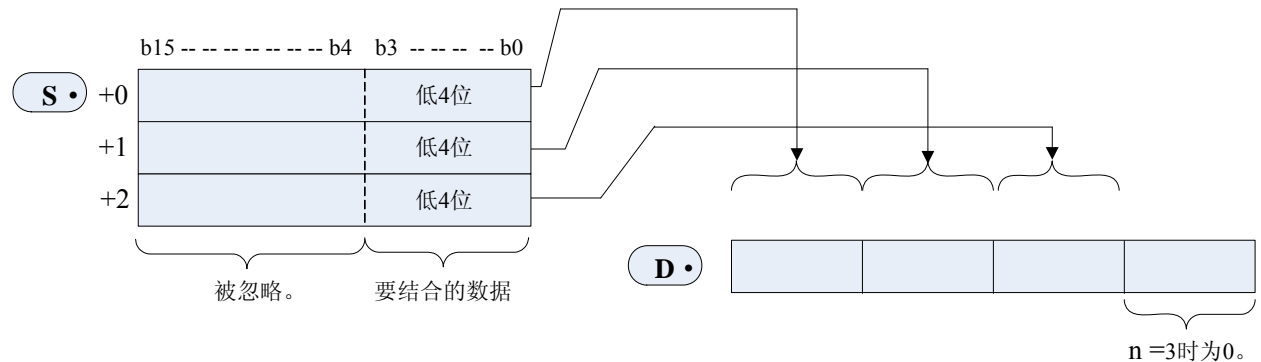 b15 -- -- -- -- -- -- -- b4 b3 -- -- -- -- b0
S • +0 低4位
+1 低4位
+2 低4位
被忽略。 要结合的数据
D •
n =3时为0。